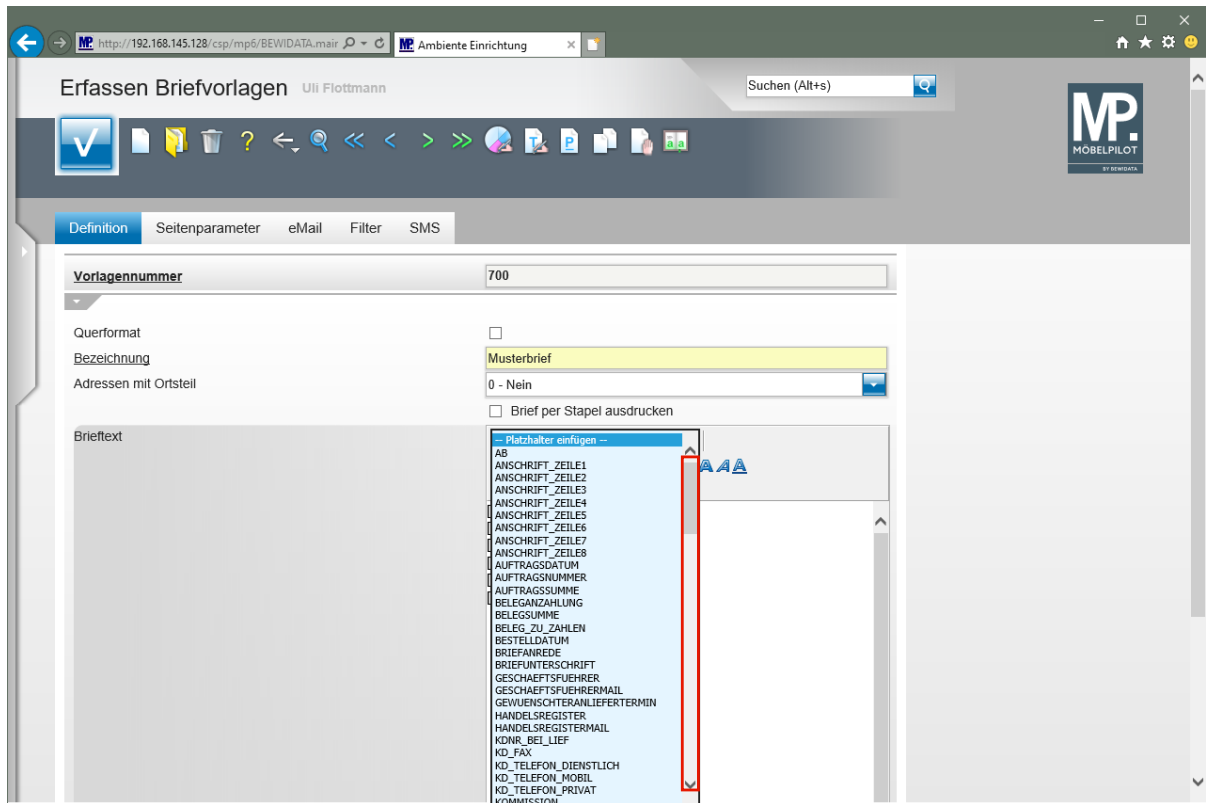 http://192.168.145.128/csp/mp6/BEWIDATA.mair
MP Ambiente Einrichtung
Erfassen Briefvorlagen Uli Flottmann
Suchen (Alt+s)
MP.
MÖBELPILOT
BY BEWIDATA
Definition Seitenparameter eMail Filter SMS
Vorlagennummer 700
Querformat
Bezeichnung Musterbrief
Adressen mit Ortsteil 0 - Nein
Brief per Stapel ausdrucken
Brieftext
-- Platzhalter einfügen --
AB
ANSCHRIFT_ZEILE1
ANSCHRIFT_ZEILE2
ANSCHRIFT_ZEILE3
ANSCHRIFT_ZEILE4
ANSCHRIFT_ZEILE5
ANSCHRIFT_ZEILE6
ANSCHRIFT_ZEILE7
ANSCHRIFT_ZEILE8
AUFTRAGSDATUM
AUFTRAGSNUMMER
AUFTRAGSSUMME
BELEGANZAHLUNG
BELEGSUMME
BELEG_ZU_ZAHLEN
BESTELLDATUM
BRIEFANREDE
BRIEFUNTERSCHRIFT
GESCHAEFTSFUEHRER
GESCHAEFTSFUEHRERMAIL
GEWUENSCHTERANLIEFERTERMIN
HANDELSREGISTER
HANDELSREGISTERMAIL
KDNR_BEI_LIEF
KD_FAX
KD_TELEFON_DIENSTLICH
KD_TELEFON_MOBIL
KD_TELEFON_PRIVAT
KOMMISSION